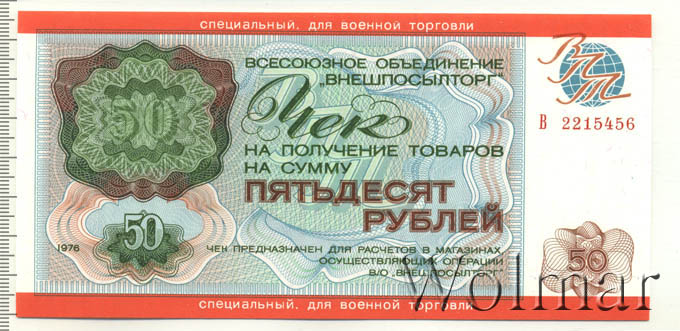 специальный. для военной торговли
ВСЕСОЮЗНОЕ ОБЪЕДИНЕНИЕ
„ВНЕШПОСЫЛТОРГ"
ВПТ
В 2215456
50
Чек
НА ПОЛУЧЕНИЕ ТОВАРОВ
НА СУММУ
ПЯТЬДЕСЯТ
РУБЛЕЙ
50
1976
ЧЕК ПРЕДНАЗНАЧЕН ДЛЯ РАСЧЕТОВ В МАГАЗИНАХ,
ОСУЩЕСТВЛЯЮЩИХ ОПЕРАЦИИ
В/О „ВНЕШПОСЫЛТОРГ"
50
специальный. для военной торговли
Wolmar